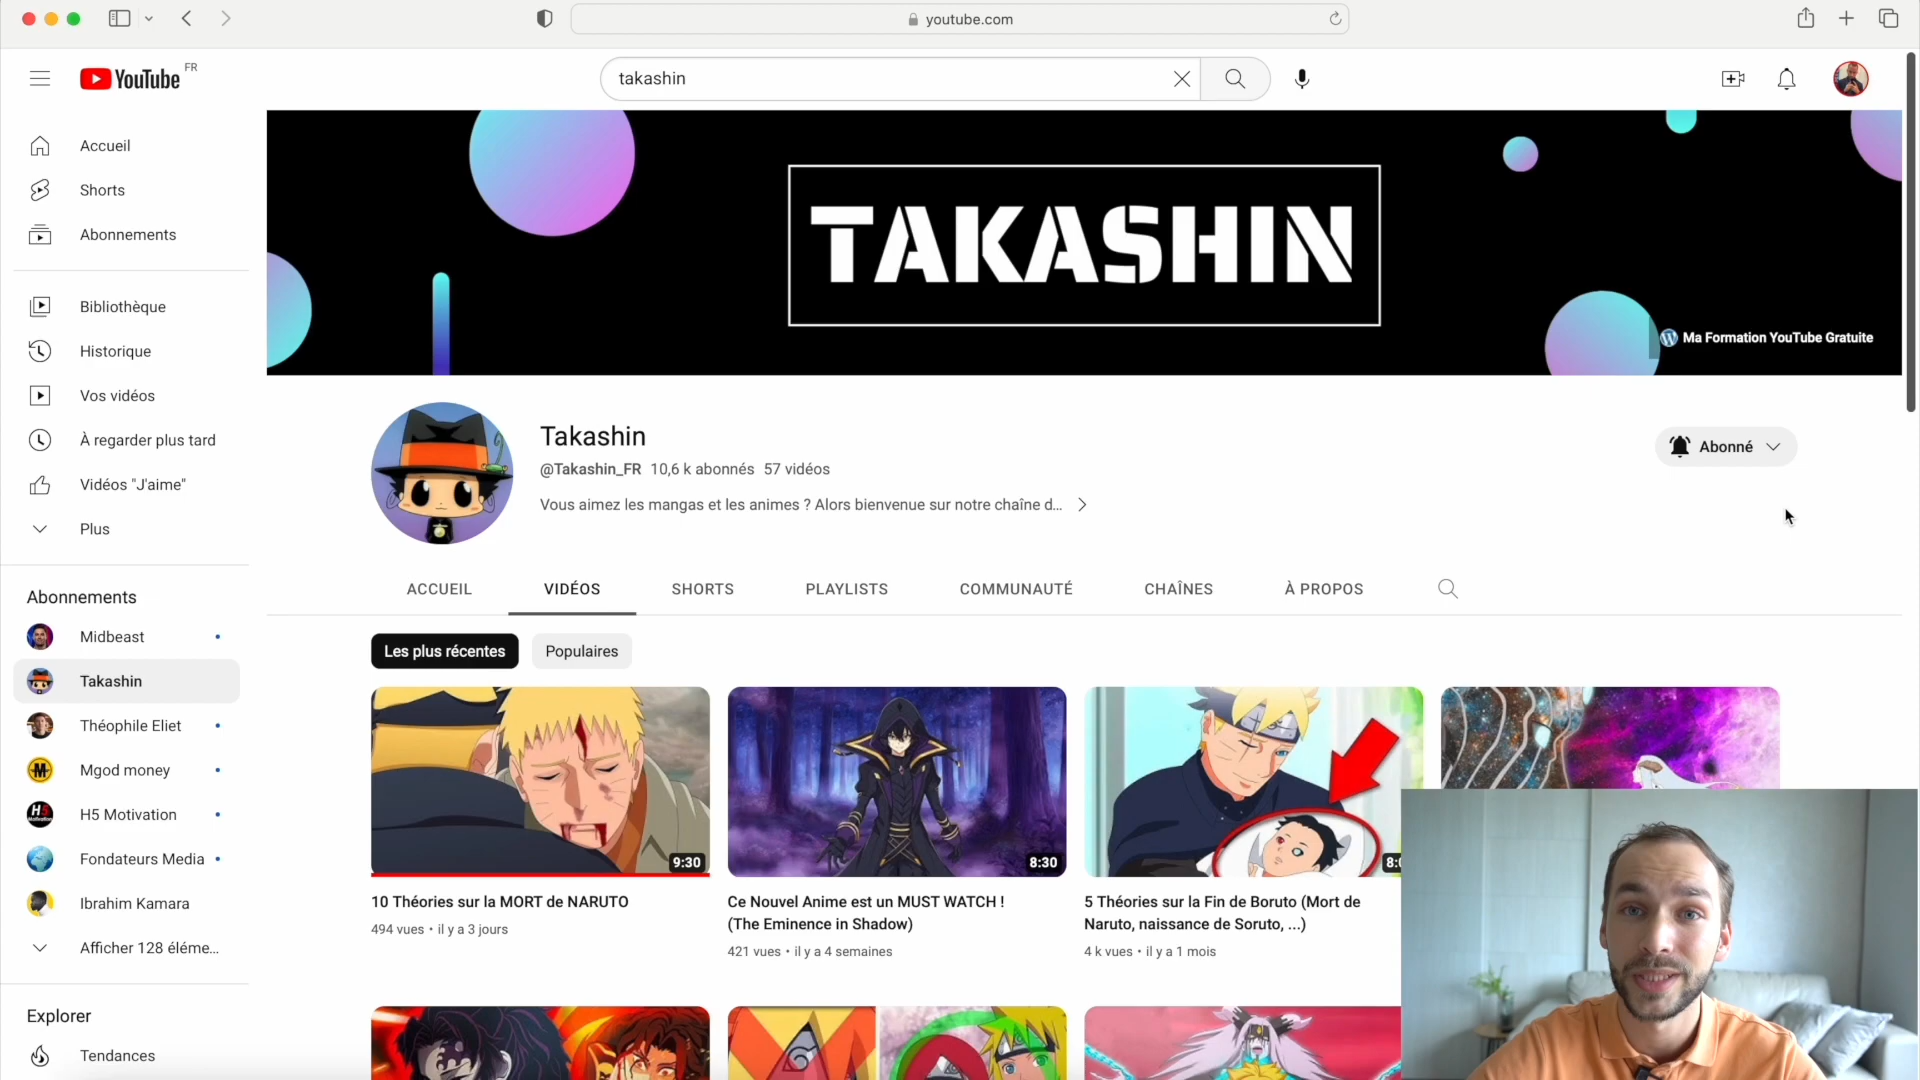 youtube.com
YouTube FR
takashin
Accueil
Shorts
Abonnements
Bibliothèque
Historique
Vos vidéos
À regarder plus tard
Vidéos "J'aime"
Plus
Abonnements
Midbeast
Takashin
Théophile Eliet
Mgod money
H5 Motivation
Fondateurs Media
Ibrahim Kamara
Afficher 128 éléme...
Explorer
Tendances
TAKASHIN
Ma Formation YouTube Gratuite
Takashin
@Takashin_FR 10,6 k abonnés 57 vidéos
Vous aimez les mangas et les animes ? Alors bienvenue sur notre chaîne d...
Abonné
ACCUEIL VIDÉOS SHORTS PLAYLISTS COMMUNAUTÉ CHAÎNES À PROPOS
Les plus récentes Populaires
9:30
10 Théories sur la MORT de NARUTO
494 vues • il y a 3 jours
8:30
Ce Nouvel Anime est un MUST WATCH !
(The Eminence in Shadow)
421 vues • il y a 4 semaines
5 Théories sur la Fin de Boruto (Mort de
Naruto, naissance de Soruto, ...)
4 k vues • il y a 1 mois